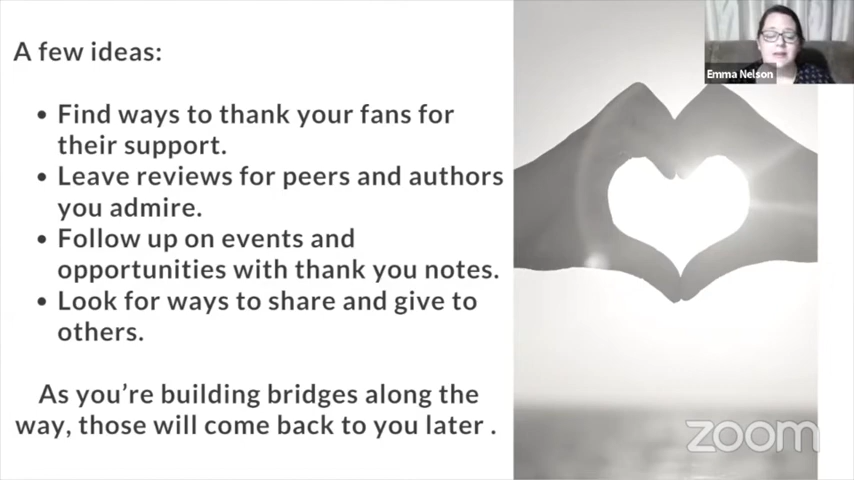 A few ideas:
• Find ways to thank your fans for
their support.
• Leave reviews for peers and authors
you admire.
• Follow up on events and
opportunities with thank you notes.
• Look for ways to share and give to
others.
As you’re building bridges along the
way, those will come back to you later .
Emma Nelson
zoom